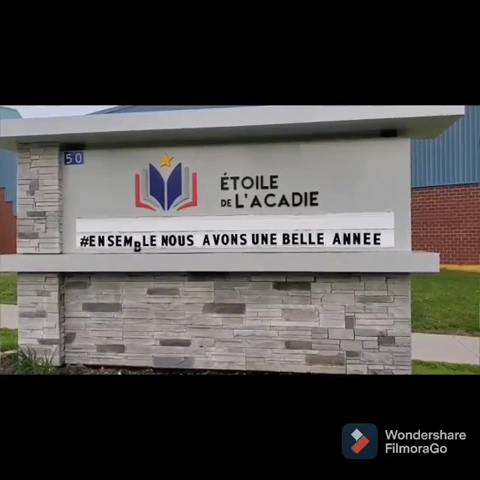 50
ÉTOILE
DE L'ACADIE
#ENSEMBLE NOUS AVONS UNE BELLE ANNEE
Wondershare
FilmoraGo